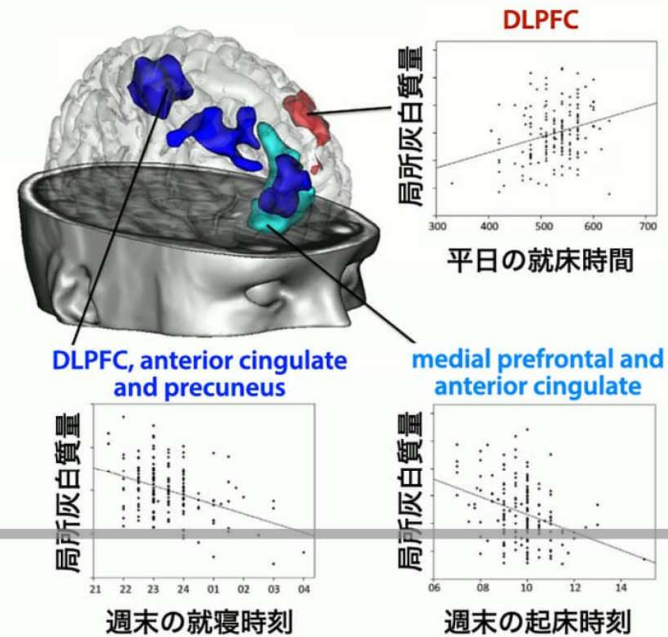 DLPFC
局所灰白質量
300 400 500 600 700
平日の就床時間
DLPFC, anterior cingulate
and precuneus
局所灰白質量
21 22 23 24 01 02 03 04
週末の就寝時刻
medial prefrontal and
anterior cingulate
局所灰白質量
06 08 10 12 14
週末の起床時刻